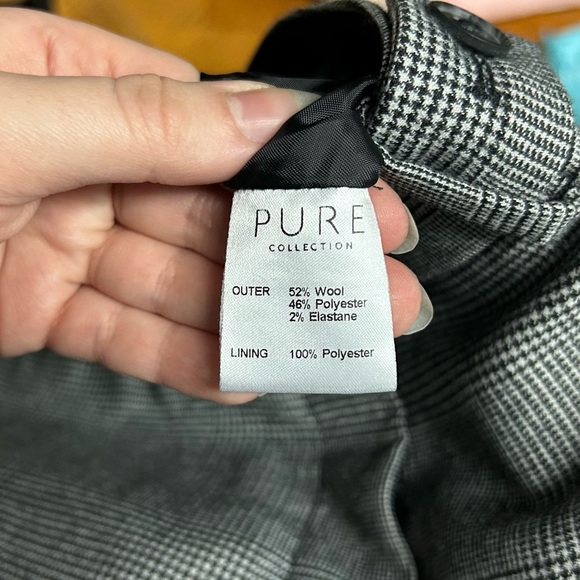 PURE
COLLECTION
OUTER 52% Wool
46% Polyester
2% Elastane
LINING 100% Polyester